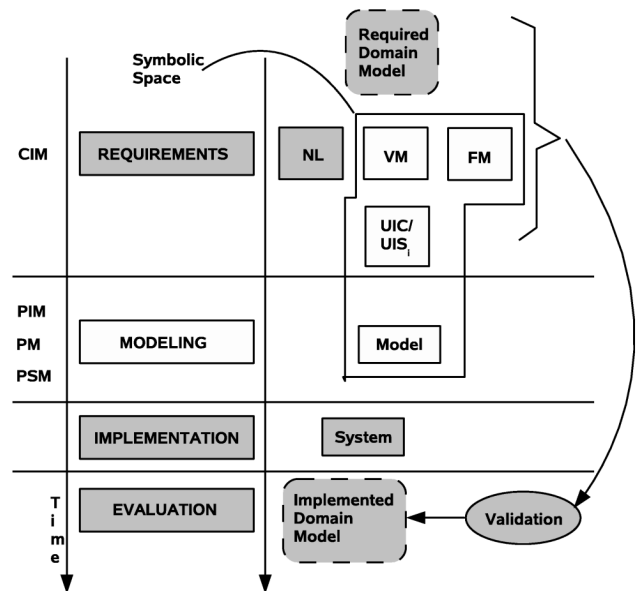 Required
Domain
Model
Symbolic
Space
CIM
REQUIREMENTS
NL
VM
FM
UIC/
UISi
PIM
PM
PSM
MODELING
Model
IMPLEMENTATION
System
Time
EVALUATION
Implemented
Domain
Model
Validation